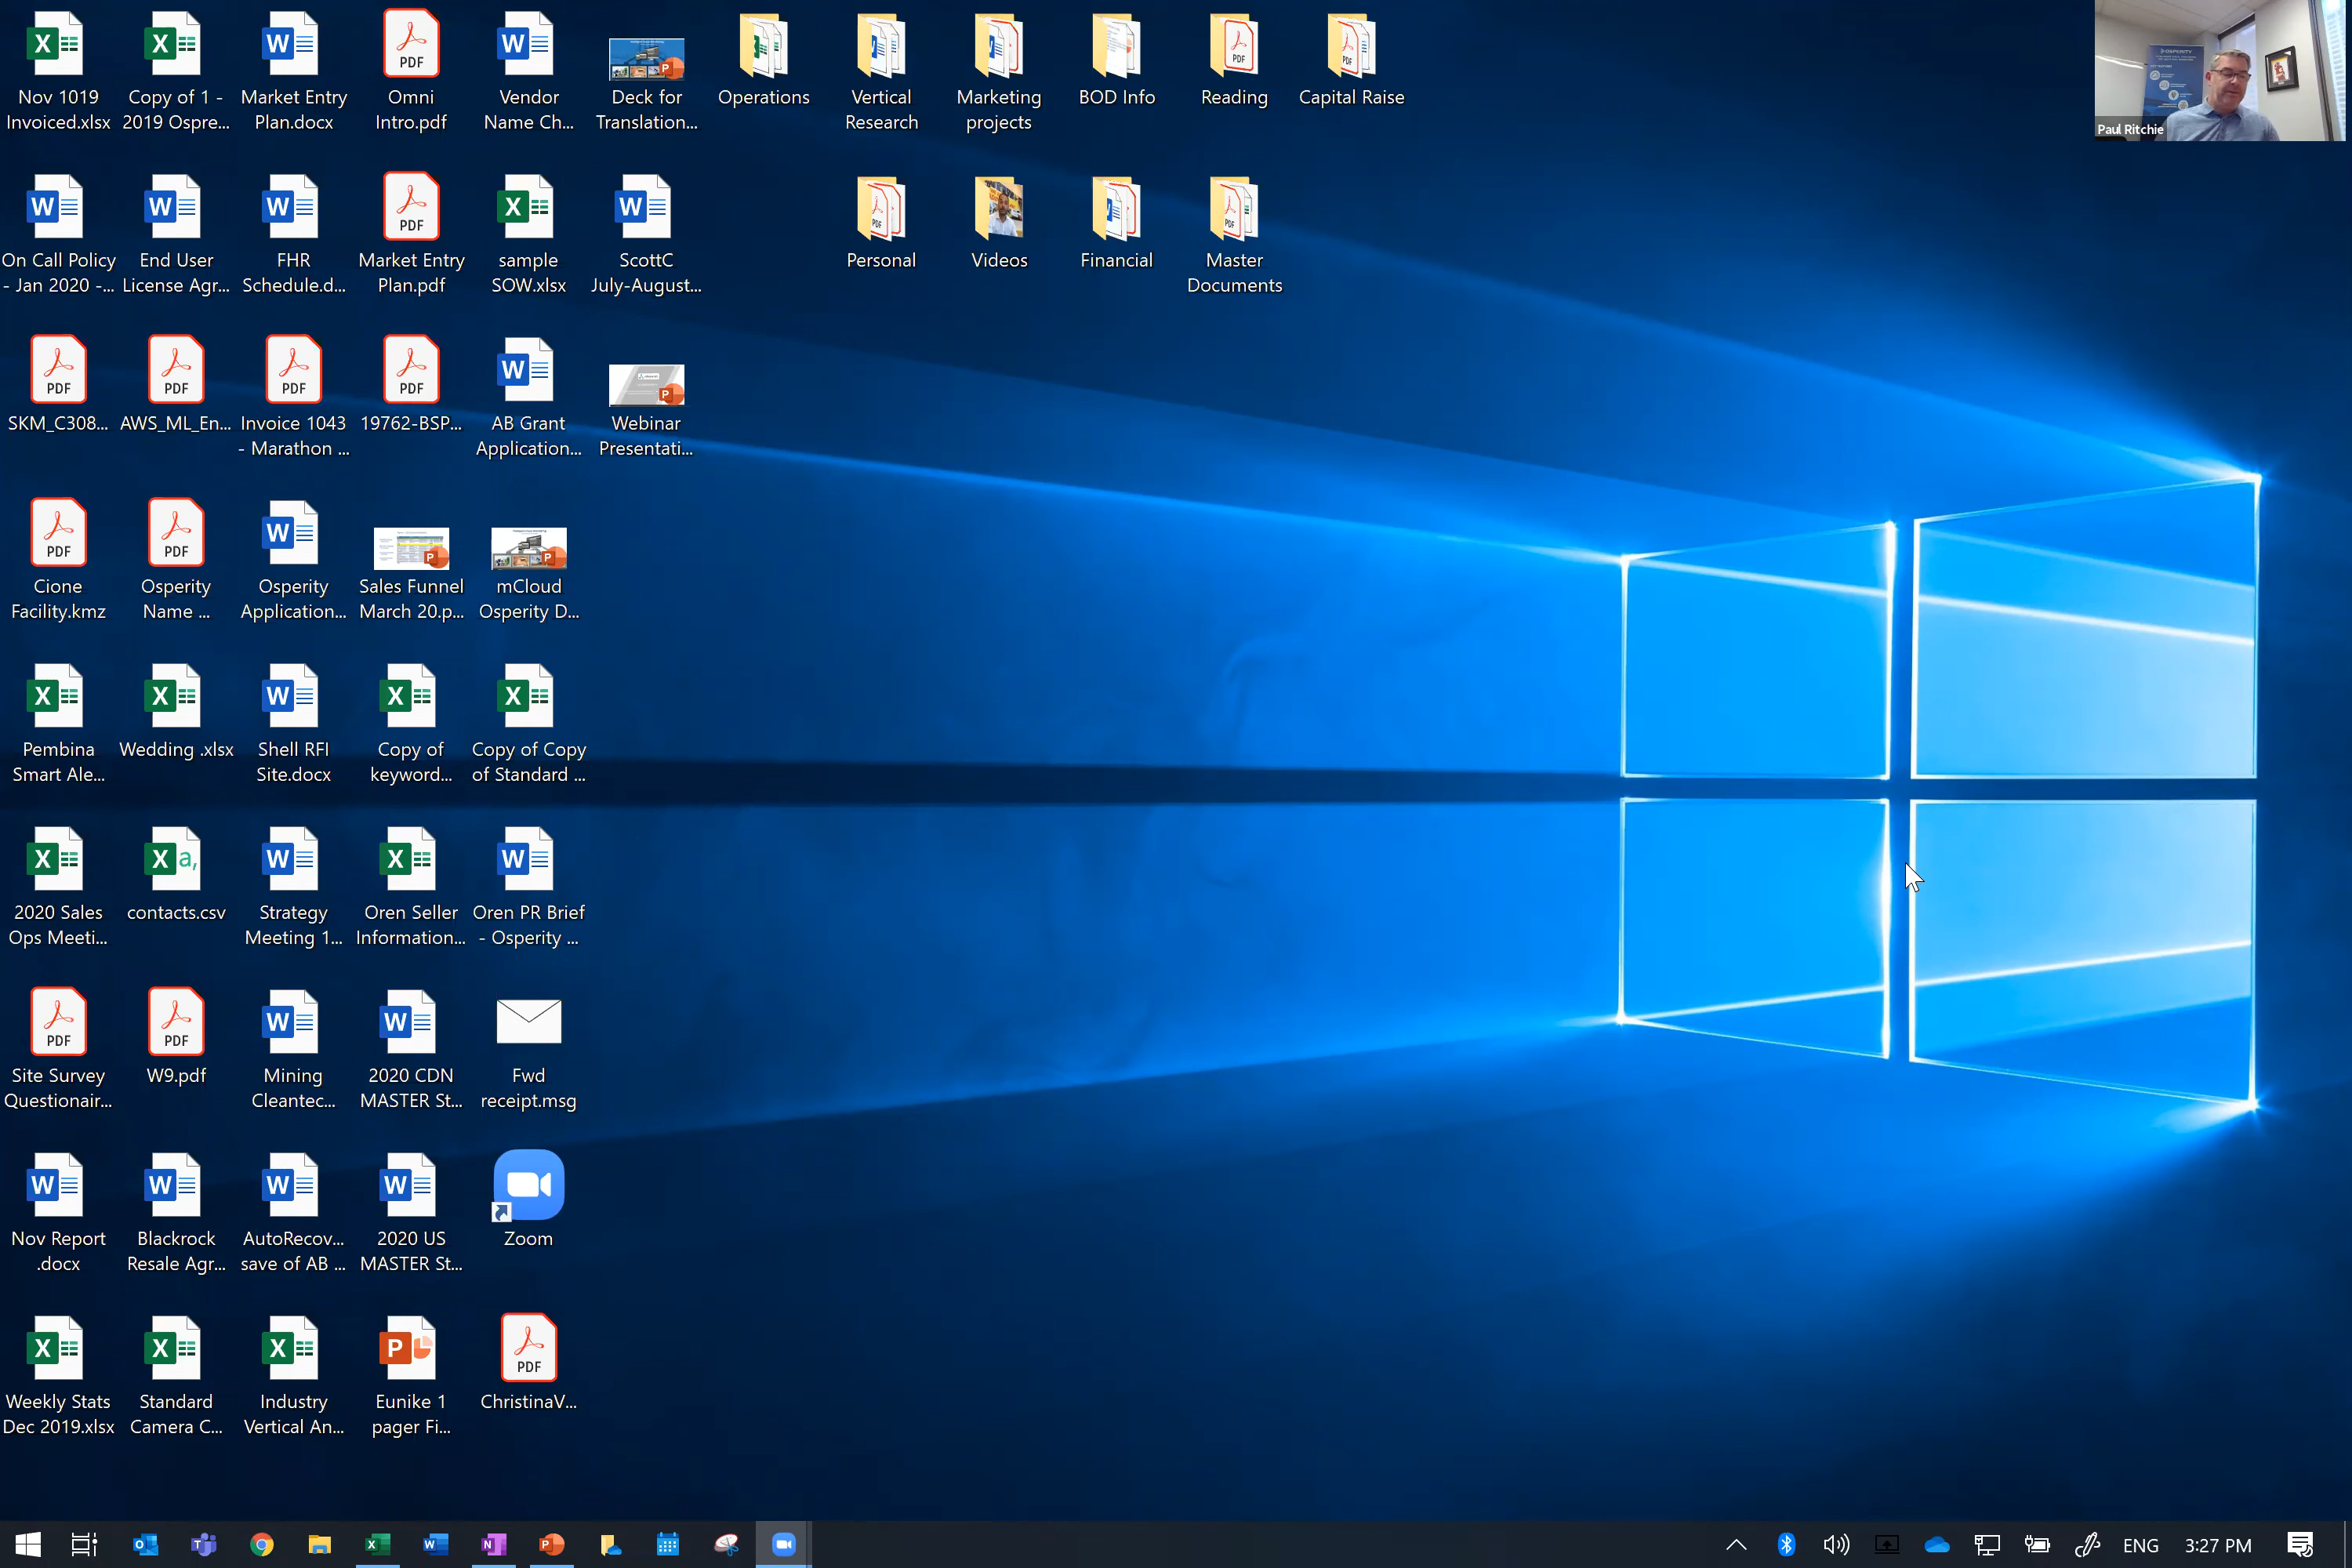 Nov 1019
Invoiced.xlsx
Copy of 1 -
2019 Ospre...
Market Entry
Plan.docx
Omni
Intro.pdf
Vendor
Name Ch...
Deck for
Translation...
Operations
Vertical
Research
Marketing
projects
BOD Info
Reading
Capital Raise
OSPERITY
Paul Ritchie
On Call Policy
- Jan 2020 -...
End User
License Agr...
FHR
Schedule.d...
Market Entry
Plan.pdf
sample
SOW.xlsx
ScottC
July-August...
Personal
Videos
Financial
Master
Documents
SKM_C308...
AWS_ML_En...
Invoice 1043
- Marathon ...
19762-BSP...
AB Grant
Application...
Webinar
Presentati...
Cione
Facility.kmz
Osperity
Name ...
Osperity
Application...
Sales Funnel
March 20.p...
mCloud
Osperity D...
Pembina
Smart Ale...
Wedding .xlsx
Shell RFI
Site.docx
Copy of
keyword...
Copy of Copy
of Standard ...
2020 Sales
Ops Meeti...
contacts.csv
Strategy
Meeting 1...
Oren Seller
Information...
Oren PR Brief
- Osperity ...
Site Survey
Questionair...
W9.pdf
Mining
Cleantec...
2020 CDN
MASTER St...
Fwd
receipt.msg
Nov Report
.docx
Blackrock
Resale Agr...
AutoRecov...
save of AB ...
2020 US
MASTER St...
Zoom
Weekly Stats
Dec 2019.xlsx
Standard
Camera C...
Industry
Vertical An...
Eunike 1
pager Fi...
ChristinaV...
ENG
3:27 PM